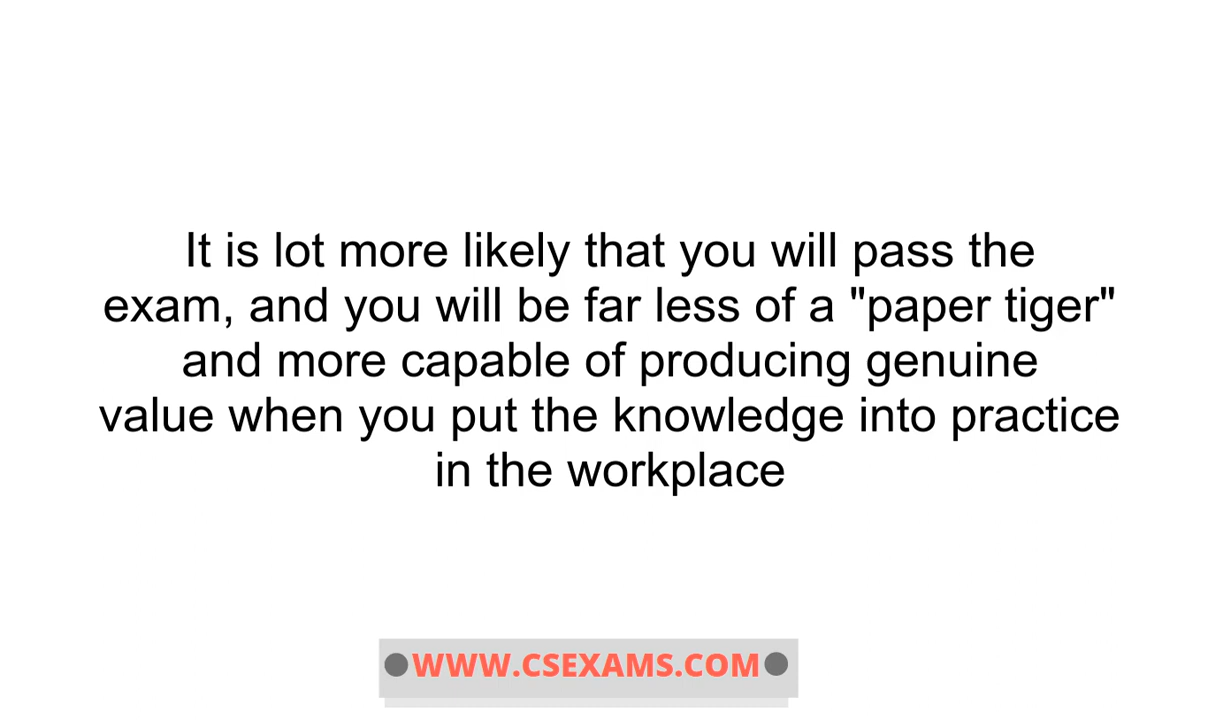 It is lot more likely that you will pass the
exam, and you will be far less of a "paper tiger"
and more capable of producing genuine
value when you put the knowledge into practice
in the workplace
WWW.CSEXAMS.COM